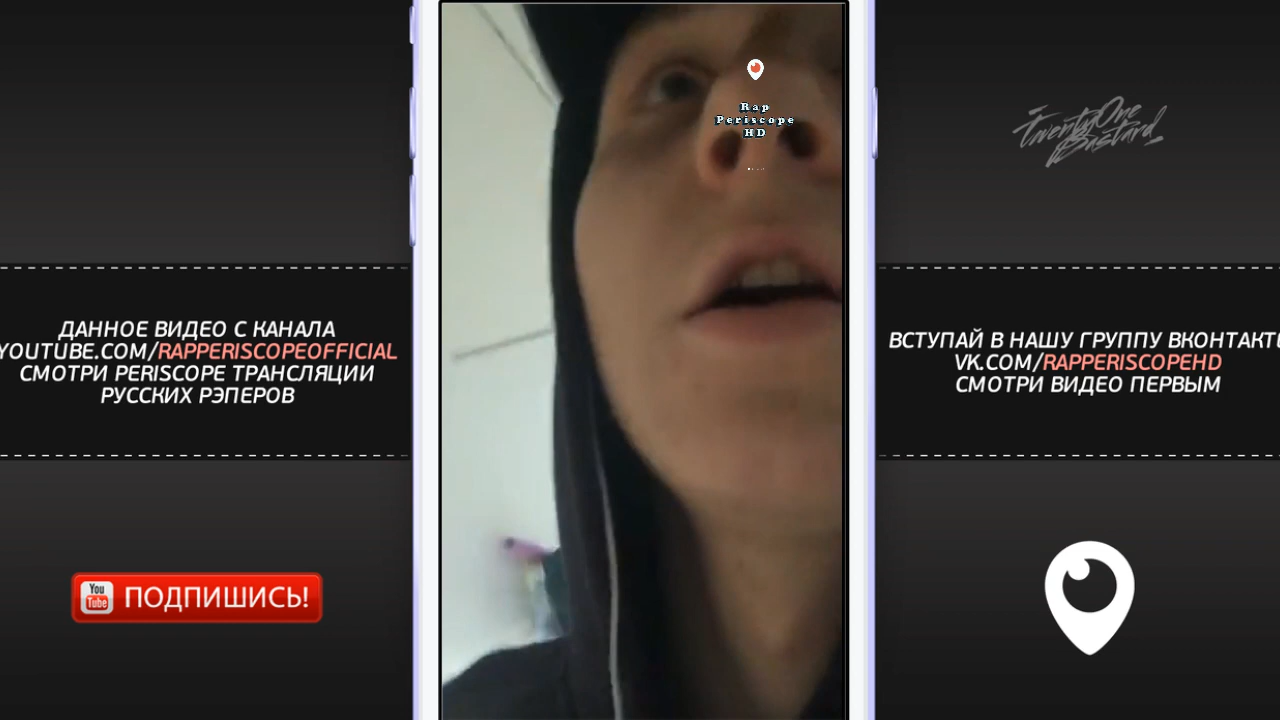 Rap
Periscope
HD
TwentyOne
Bastard
ДАННОЕ ВИДЕО С КАНАЛА
YOUTUBE.COM/RAPPERISCOPEOFFICIAL
СМОТРИ PERISCOPE ТРАНСЛЯЦИИ
РУССКИХ РЭПЕРОВ
ВСТУПАЙ В НАШУ ГРУППУ ВКОНТАКТЕ
VK.COM/RAPPERISCOPEHD
СМОТРИ ВИДЕО ПЕРВЫМ
You
Tube
ПОДПИШИСЬ!